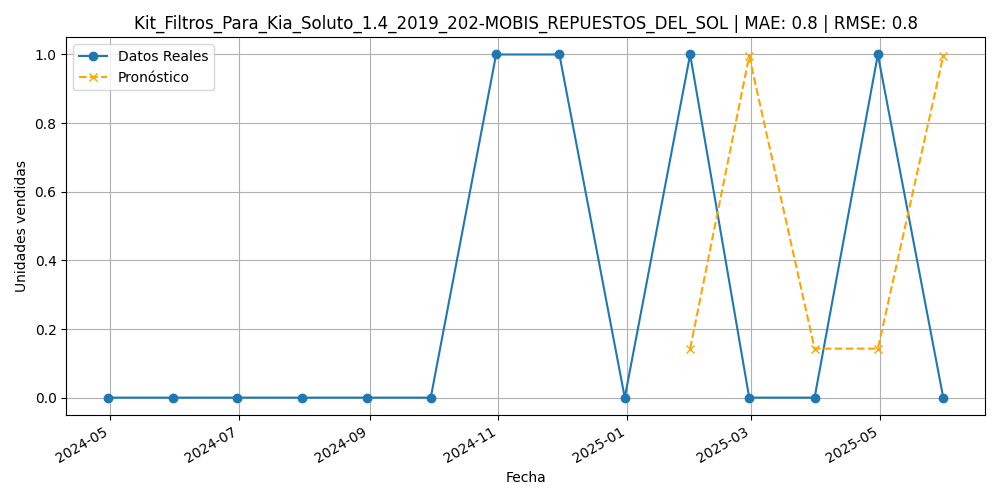 Kit_Filtros_Para_Kia_Soluto_1.4_2019_202-MOBIS_REPUESTOS_DEL_SOL | MAE: 0.8 | RMSE: 0.8
Datos Reales
Pronóstico
Unidades vendidas
1.0
0.8
0.6
0.4
0.2
0.0
2024-05
2024-07
2024-09
2024-11
2025-01
2025-03
2025-05
Fecha